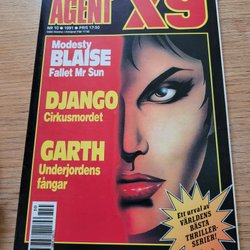 AGENT X9
NR 10 • 1991 • PRIS 17:50
Modesty
BLAISE
Fallet Mr Sun
DJANGO
Cirkusmordet
GARTH
Underjordens
fångar
Ett urval av
VÄRLDENS
BÄSTA
THRILLER-
SERIER!